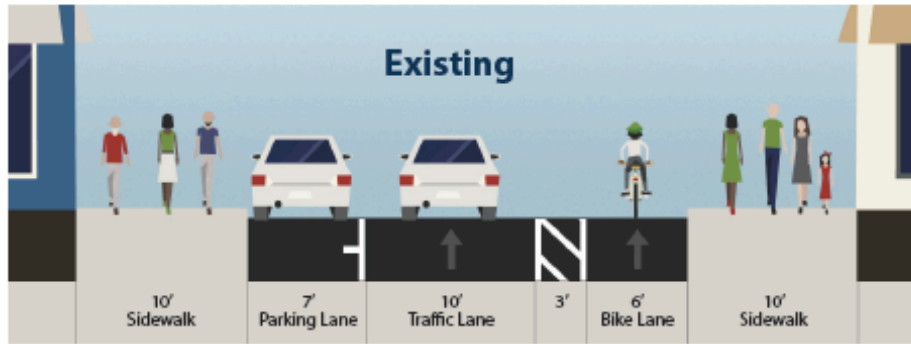 Existing
10′
Sidewalk
7′
Parking Lane
10′
Traffic Lane
3′
6′
Bike Lane
10′
Sidewalk